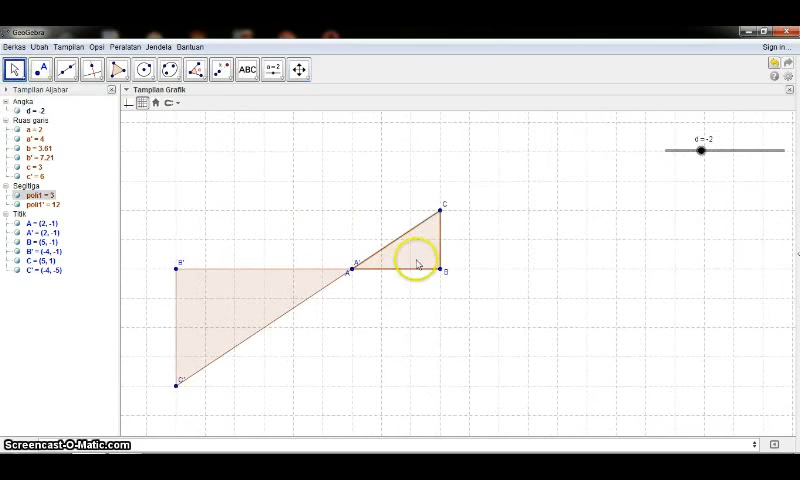 GeoGebra
Berkas Ubah Tampilan Opsi Peralatan Jendela Bantuan Sign in...
ABC a=2
Tampilan Aljabar
Tampilan Grafik
Angka
d = -2
Ruas garis
a = 2
a' = 4
b = 3.61
b' = 7.21
c = 3
c' = 6
Segitiga
poli1 = 3
poli1' = 12
Titik
A = (2, -1)
A' = (2, -1)
B = (5, -1)
B' = (-4, -1)
C = (5, 1)
C' = (-4, -5)
d = -2
C
B'
A'
A
B
C'
Screencast-O-Matic.com